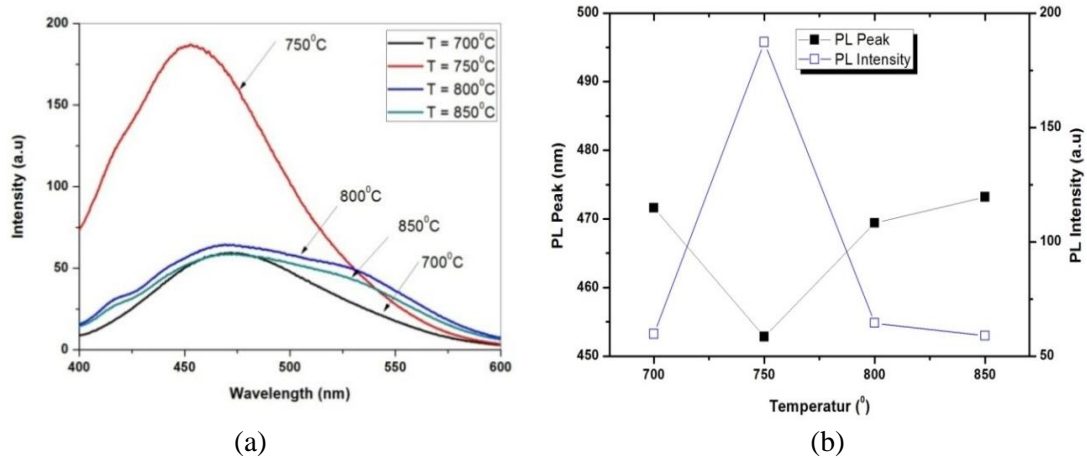 200
150
100
50
0
Intensity (a.u)
750⁰C
T = 700⁰C
T = 750⁰C
T = 800⁰C
T = 850⁰C
800⁰C
850⁰C
700⁰C
400 450 500 550 600
Wavelength (nm)
(a)
500
490
480
470
460
450
PL Peak (nm)
PL Peak
PL Intensity
200
150
100
50
PL Intensity (a.u)
700 750 800 850
Temperatur (⁰)
(b)